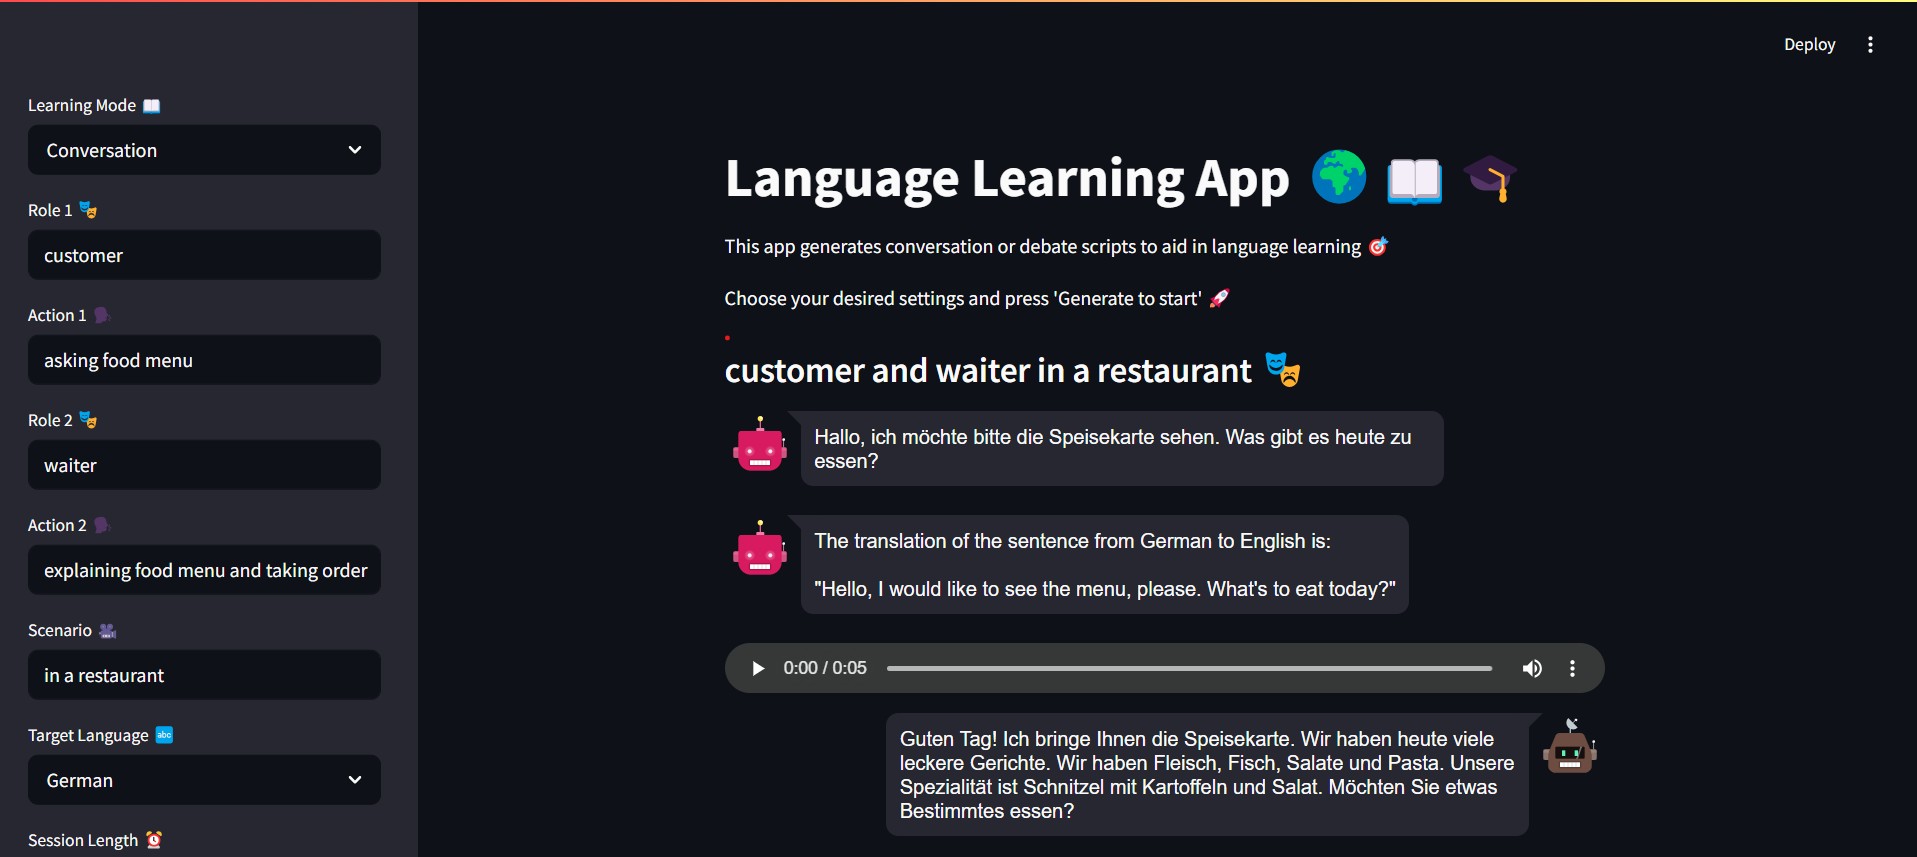 Deploy
Learning Mode
Conversation
Role 1
customer
Action 1
asking food menu
Role 2
waiter
Action 2
explaining food menu and taking order
Scenario
in a restaurant
Target Language
abc
German
Session Length
Language Learning App
This app generates conversation or debate scripts to aid in language learning
Choose your desired settings and press 'Generate to start'
customer and waiter in a restaurant
Hallo, ich möchte bitte die Speisekarte sehen. Was gibt es heute zu
essen?
The translation of the sentence from German to English is:
"Hello, I would like to see the menu, please. What's to eat today?"
0:00 / 0:05
Guten Tag! Ich bringe Ihnen die Speisekarte. Wir haben heute viele
leckere Gerichte. Wir haben Fleisch, Fisch, Salate und Pasta. Unsere
Spezialität ist Schnitzel mit Kartoffeln und Salat. Möchten Sie etwas
Bestimmtes essen?